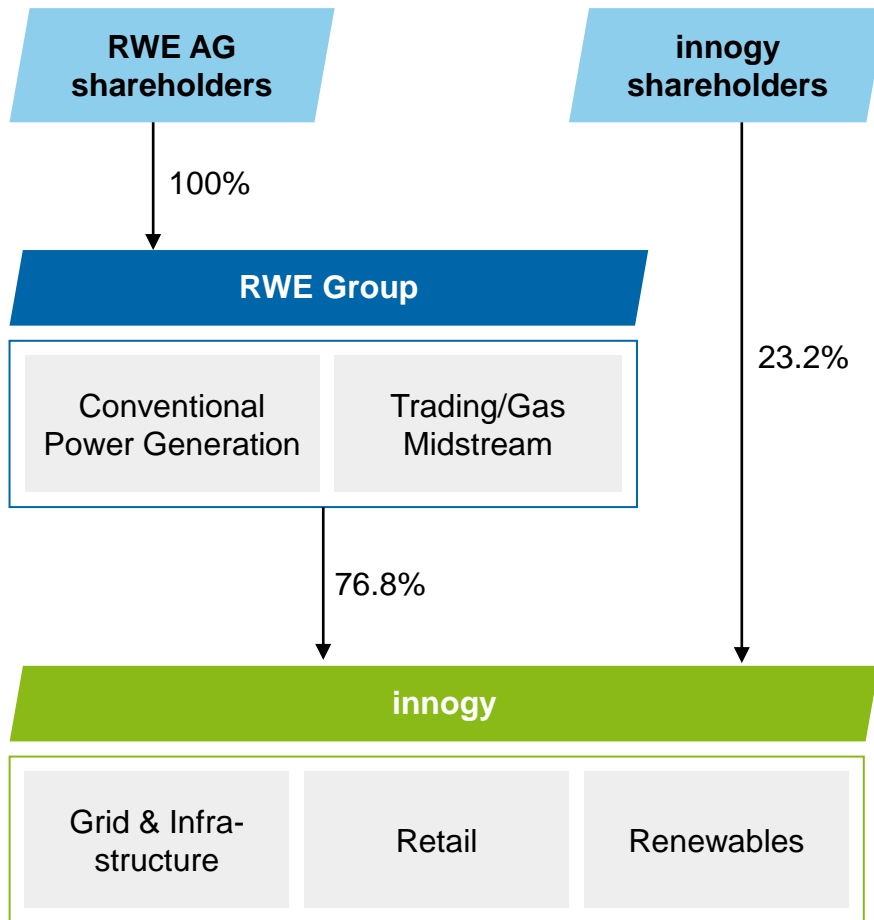 RWE AG
shareholders
innogy
shareholders
100%
RWE Group
23.2%
Conventional
Power Generation
Trading/Gas
Midstream
76.8%
innogy
Grid & Infra-
structure
Retail
Renewables